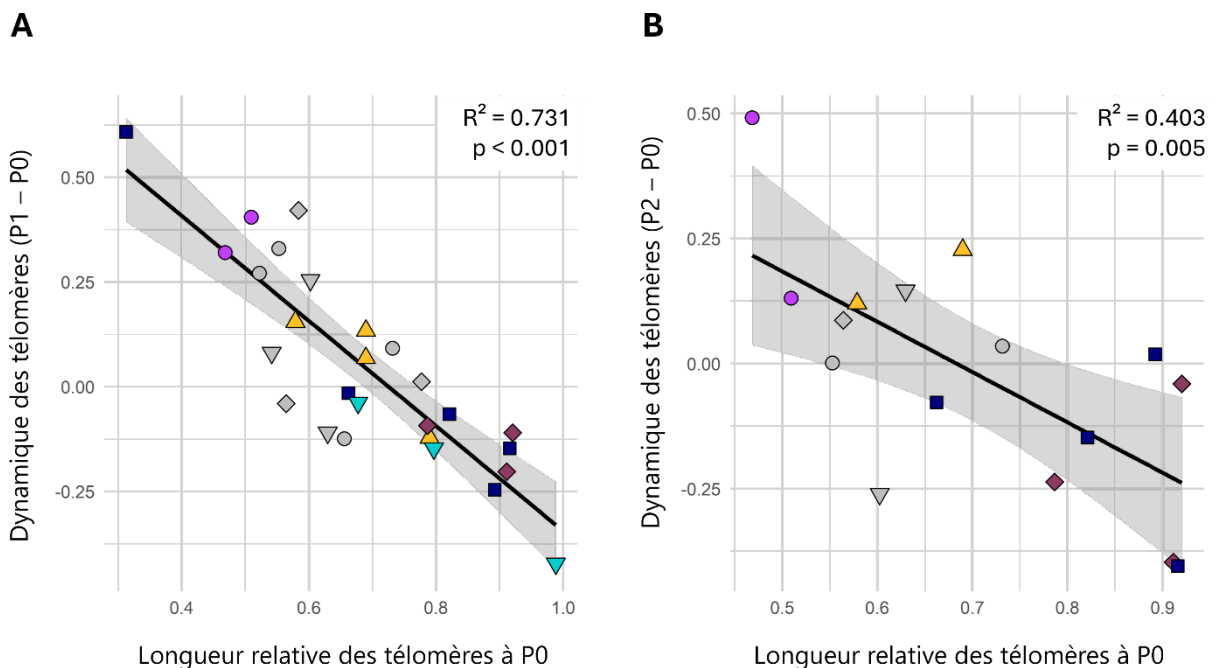 A
B
R² = 0.731
p < 0.001
R² = 0.403
p = 0.005
Dynamique des télomères (P1 – P0)
0.50
0.25
0.00
-0.25
0.4
0.6
0.8
1.0
Longueur relative des télomères à P0
Dynamique des télomères (P2 – P0)
0.50
0.25
0.00
-0.25
0.5
0.6
0.7
0.8
0.9
Longueur relative des télomères à P0